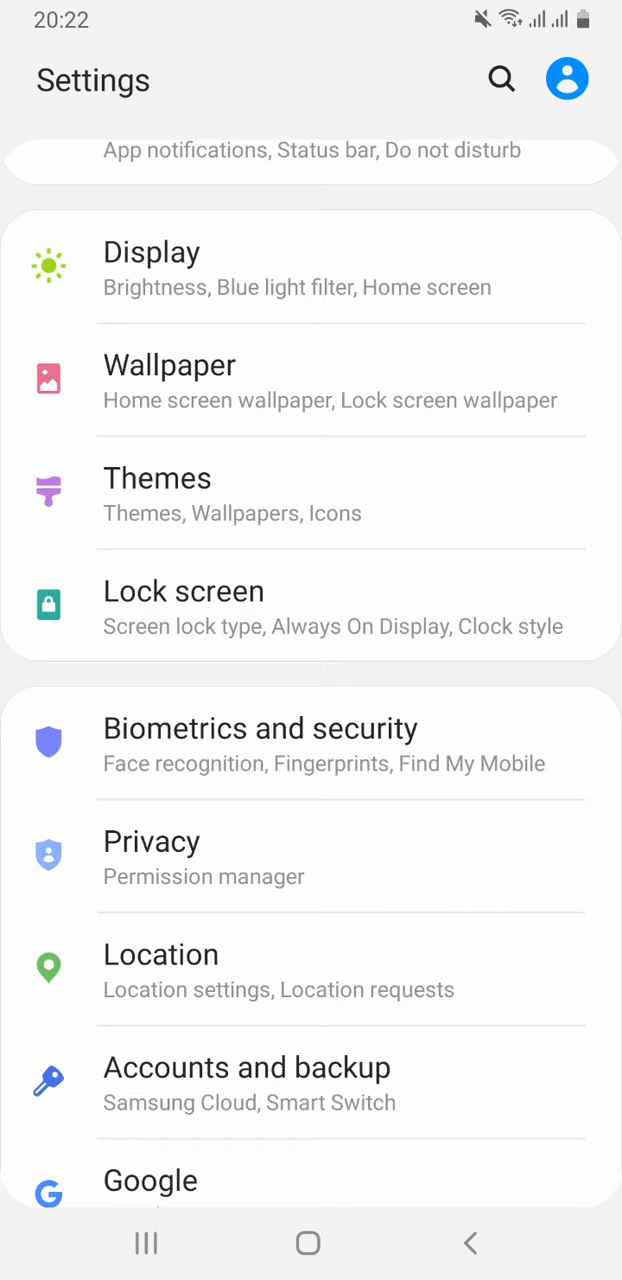 20:22
Settings
App notifications, Status bar, Do not disturb
Display
Brightness, Blue light filter, Home screen
Wallpaper
Home screen wallpaper, Lock screen wallpaper
Themes
Themes, Wallpapers, Icons
Lock screen
Screen lock type, Always On Display, Clock style
Biometrics and security
Face recognition, Fingerprints, Find My Mobile
Privacy
Permission manager
Location
Location settings, Location requests
Accounts and backup
Samsung Cloud, Smart Switch
Google